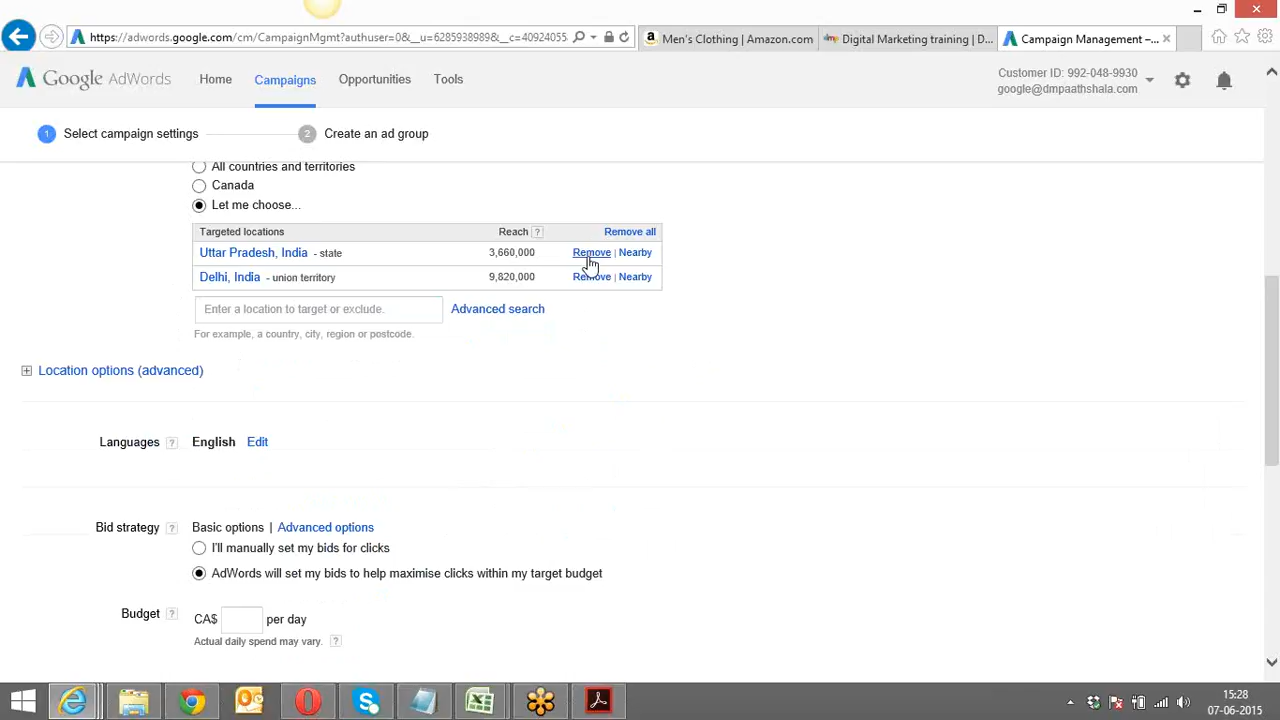 https://adwords.google.com/cm/CampaignMgmt?authuser=0&__u=6285938989&__c=40924055
Men's Clothing | Amazon.com
Digital Marketing training | D...
Campaign Management –...
Google AdWords
Home
Campaigns
Opportunities
Tools
Customer ID: 992-048-9930
google@dmpaathshala.com
1 Select campaign settings
2 Create an ad group
All countries and territories
Canada
Let me choose...
Targeted locations Reach ? Remove all
Uttar Pradesh, India - state 3,660,000 Remove | Nearby
Delhi, India - union territory 9,820,000 Remove | Nearby
Enter a location to target or exclude. Advanced search
For example, a country, city, region or postcode.
Location options (advanced)
Languages ? English Edit
Bid strategy ? Basic options | Advanced options
I'll manually set my bids for clicks
AdWords will set my bids to help maximise clicks within my target budget
Budget ? CA$ per day
Actual daily spend may vary. ?
15:28
07-06-2015